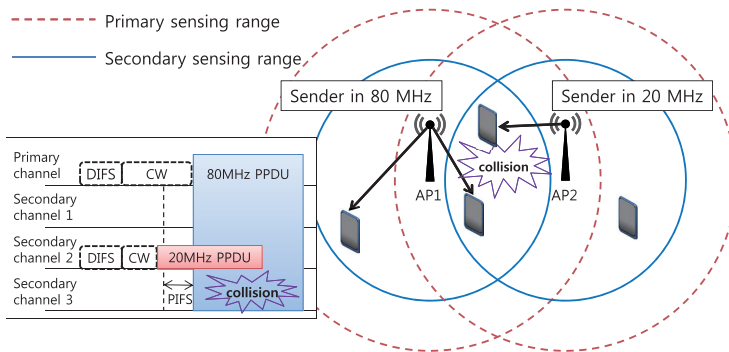 Primary sensing range
Secondary sensing range
Sender in 80 MHz
Sender in 20 MHz
collision
AP1
AP2
Primary
channel
DIFS
CW
80MHz PPDU
Secondary
channel 1
Secondary
channel 2
DIFS
CW
20MHz PPDU
Secondary
channel 3
PIFS
collision